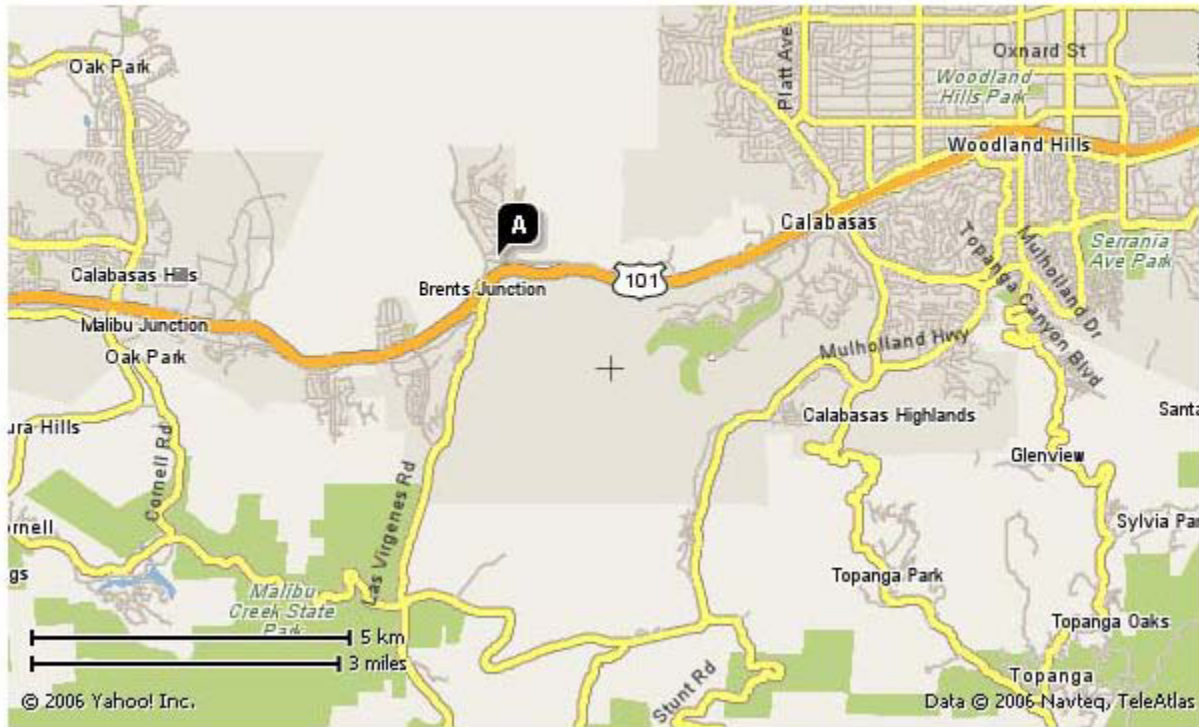 Oxnard St
Platt Ave
Oak Park
Woodland
Hills Park
Woodland Hills
A
Calabasas
Serrania
Ave Park
Mulholland Dr
Topanga Canyon Blvd
Calabasas Hills
101
Brents Junction
Malibu Junction
Oak Park
Mulholland Hwy
Calabasas Highlands
Santa
ura Hills
Cornell Rd
Glenview
Las Virgenes Rd
ornell
Sylvia Par
gs
Topanga Park
Malibu
Creek State
Park
5 km
Topanga Oaks
3 miles
Topanga
Stunt Rd
© 2006 Yahoo! Inc.
Data © 2006 Navteq, TeleAtlas